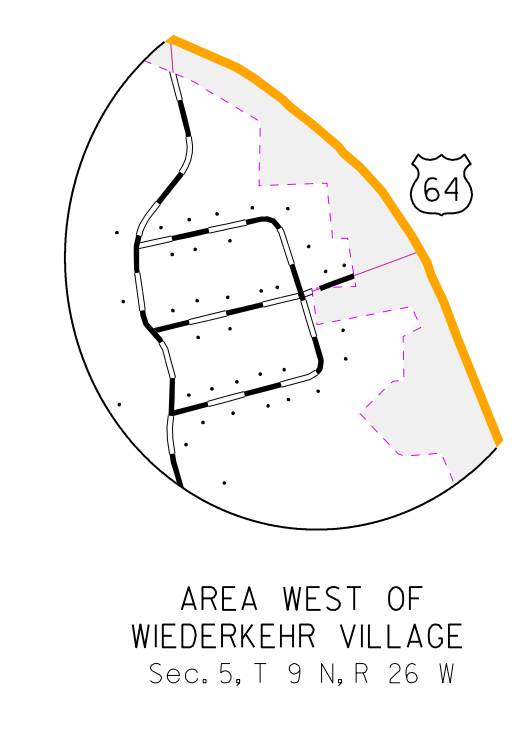 64
AREA WEST OF
WIEDERKEHR VILLAGE
Sec. 5, T 9 N, R 26 W